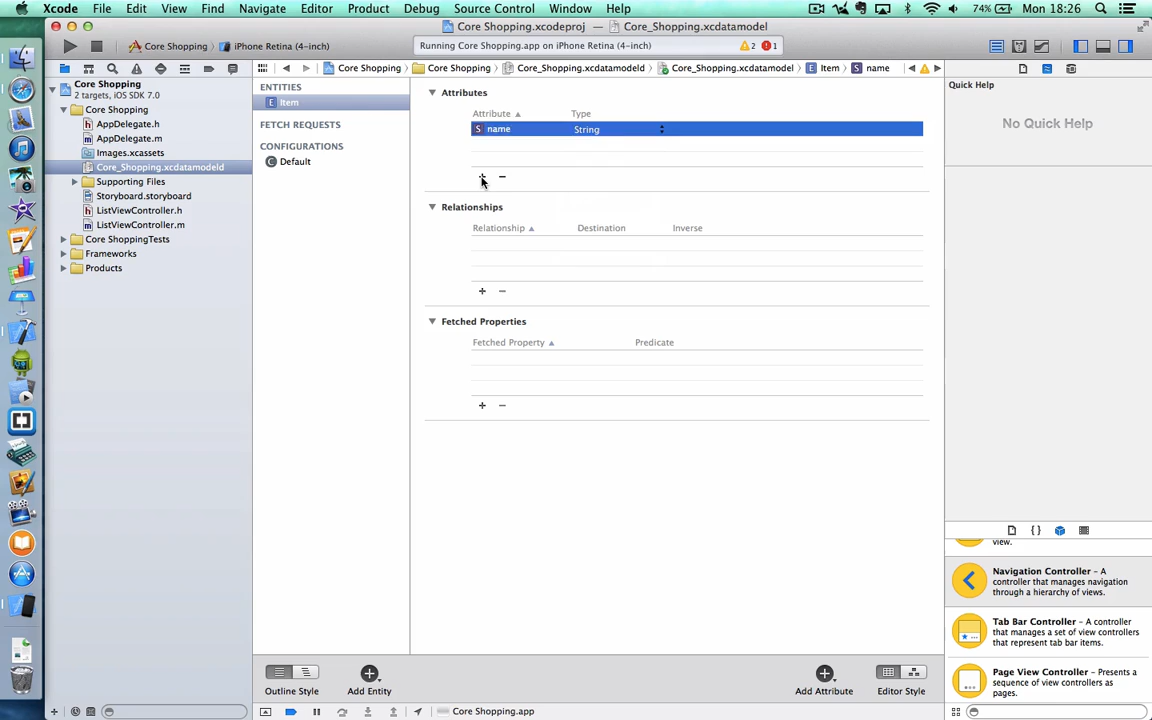 Xcode File Edit View Insert Navigate Editor Product Debug Source Control Window Help 74% Mon 18:26
Core Shopping.xcodeproj — Core_Shopping.xcdatamodel
Core Shopping iPhone Retina (4-inch) Running Core Shopping.app on iPhone Retina (4-inch) 2 1
Core Shopping Core Shopping Core_Shopping.xcdatamodeld Core_Shopping.xcdatamodel E Item S name
Core Shopping
2 targets, iOS SDK 7.0
Core Shopping
h AppDelegate.h
m AppDelegate.m
Images.xcassets
Core_Shopping.xcdatamodeld
Supporting Files
Storyboard.storyboard
h ListViewController.h
m ListViewController.m
Core ShoppingTests
Frameworks
Products
ENTITIES
E Item
FETCH REQUESTS
CONFIGURATIONS
C Default
Attributes
Attribute Type
S name String
+ −
Relationships
Relationship Destination Inverse
+ −
Fetched Properties
Fetched Property Predicate
+ −
Quick Help
No Quick Help
{ }
view.
Navigation Controller – A
controller that manages navigation
through a hierarchy of views.
Tab Bar Controller – A controller
that manages a set of view controllers
that represent tab bar items.
Page View Controller – Presents a
sequence of view controllers as
pages.
Outline Style Add Entity Add Attribute Editor Style
+ Core Shopping.app